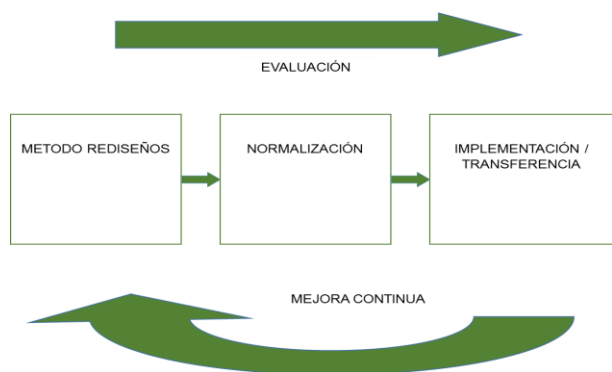 EVALUACIÓN
METODO REDISEÑOS
NORMALIZACIÓN
IMPLEMENTACIÓN /
TRANSFERENCIA
MEJORA CONTINUA